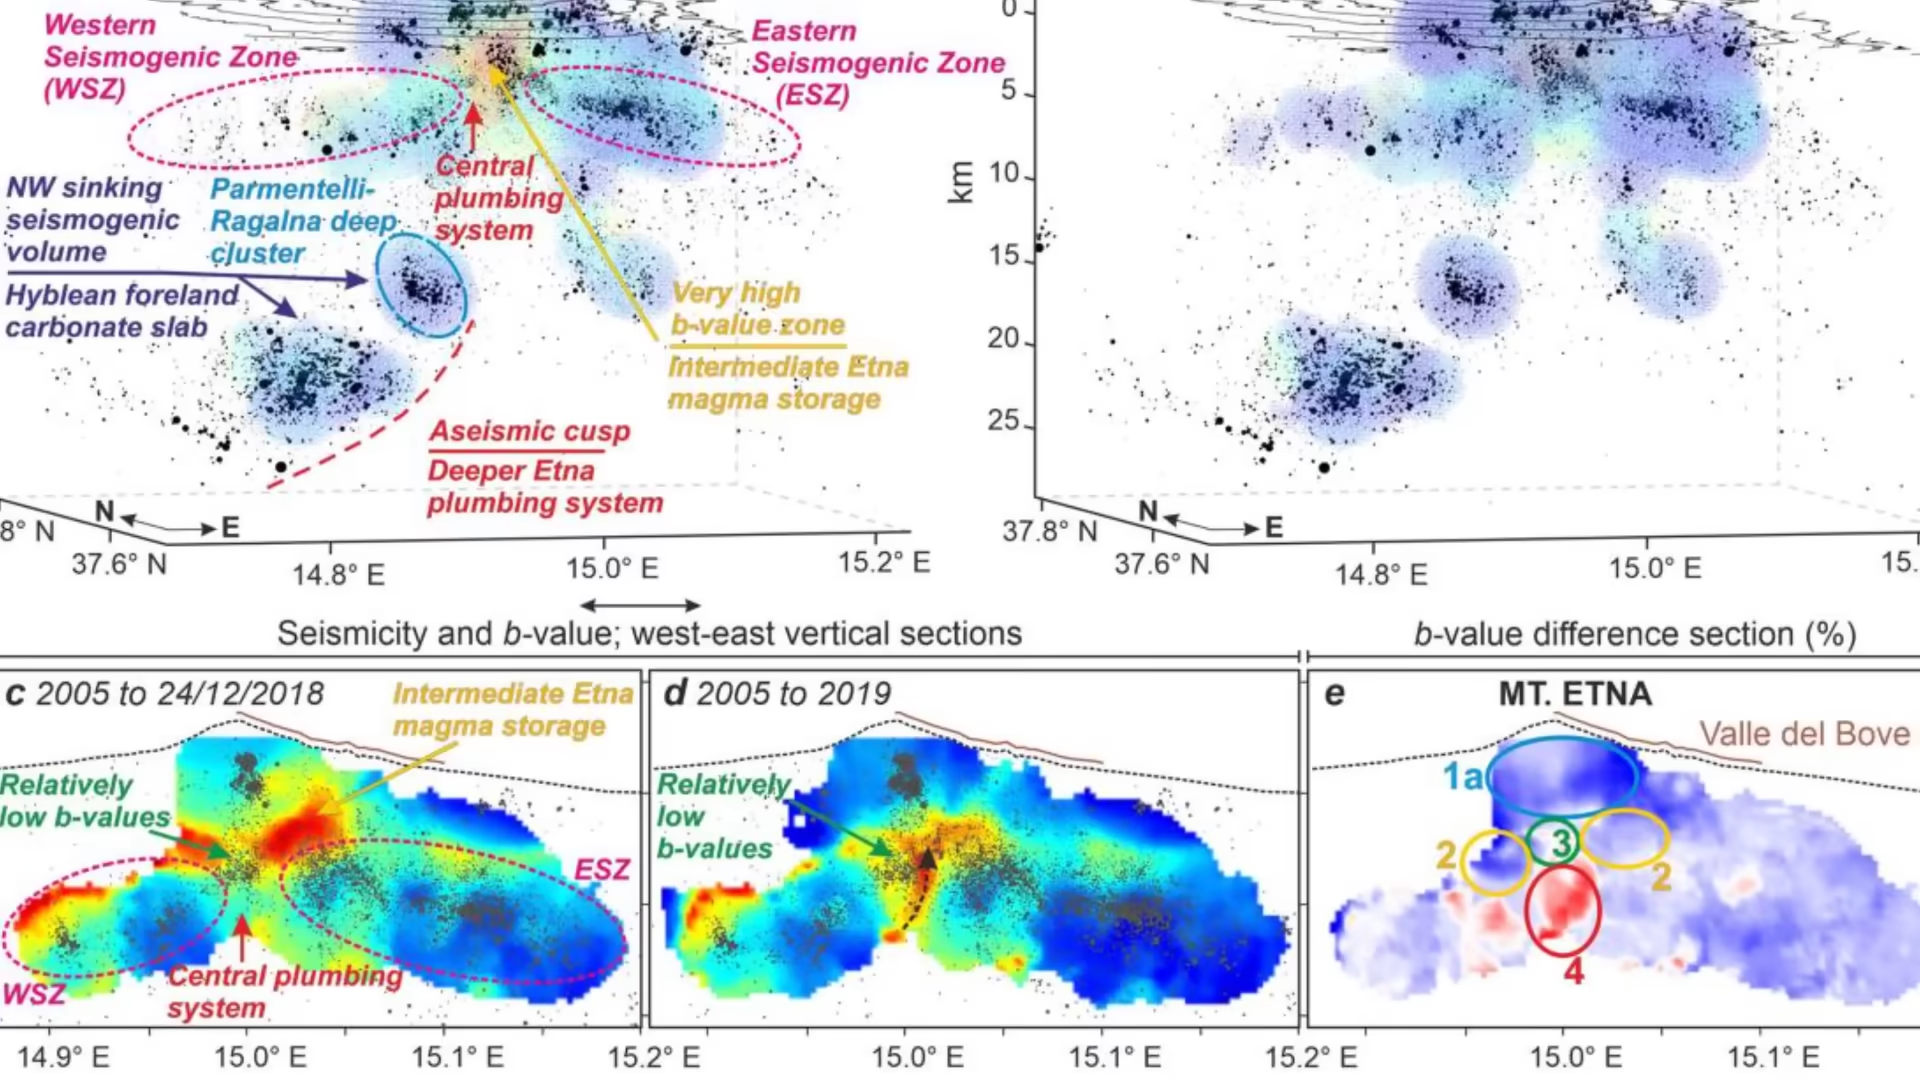 Western
Seismogenic Zone
(WSZ)
Eastern
Seismogenic Zone
(ESZ)
NW sinking
seismogenic
volume
Hyblean foreland
carbonate slab
Parmentelli-
Ragalna deep
cluster
Central
plumbing
system
Very high
b-value zone
Intermediate Etna
magma storage
Aseismic cusp
Deeper Etna
plumbing system
N
E
8° N
37.6° N
14.8° E
15.0° E
15.2° E
km
0
5
10
15
20
25
N
E
37.8° N
37.6° N
14.8° E
15.0° E
15.
Seismicity and b-value; west-east vertical sections
b-value difference section (%)
c 2005 to 24/12/2018
Intermediate Etna
magma storage
Relatively
low b-values
ESZ
WSZ
Central plumbing
system
14.9° E
15.0° E
15.1° E
15.2° E
d 2005 to 2019
Relatively
low
b-values
15.0° E
15.1° E
15.2° E
e
MT. ETNA
Valle del Bove
1a
2
3
2
4
15.0° E
15.1° E